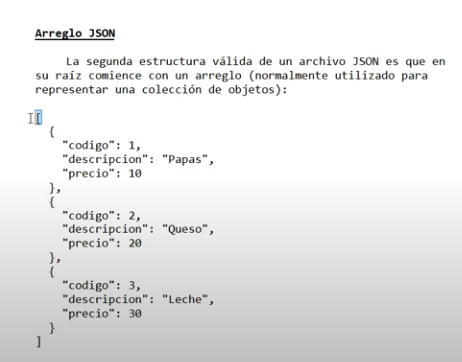 Arreglo JSON
La segunda estructura válida de un archivo JSON es que en
su raíz comience con un arreglo (normalmente utilizado para
representar una colección de objetos):
[
{
"codigo": 1,
"descripcion": "Papas",
"precio": 10
},
{
"codigo": 2,
"descripcion": "Queso",
"precio": 20
},
{
"codigo": 3,
"descripcion": "Leche",
"precio": 30
}
]